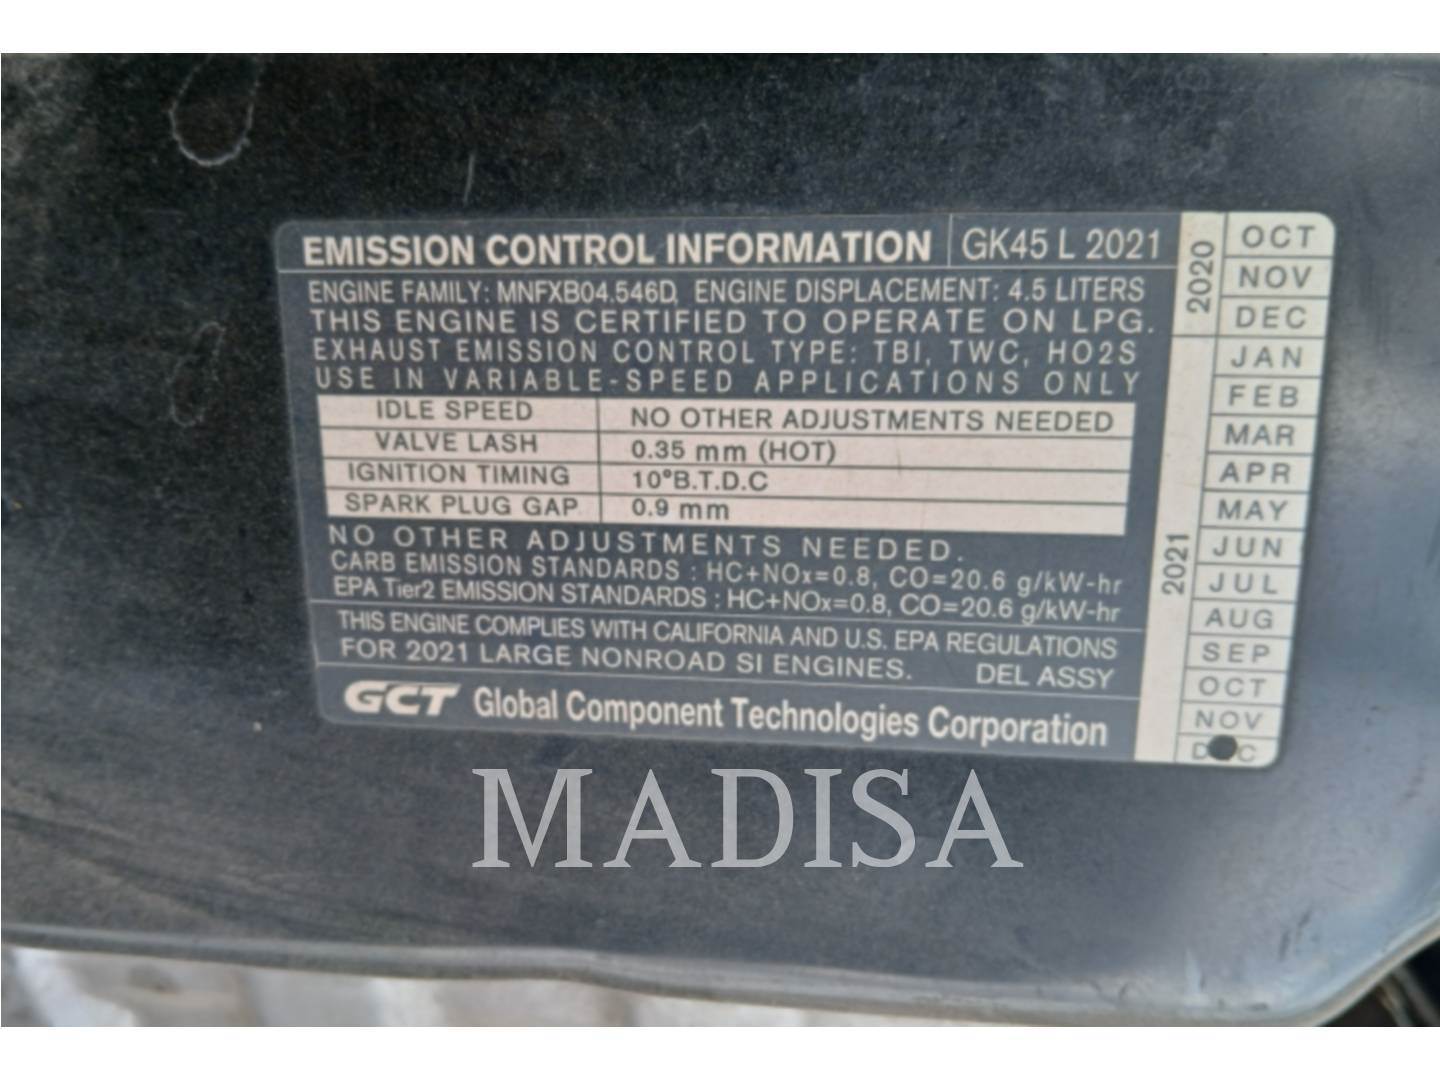 EMISSION CONTROL INFORMATION GK45 L 2021
ENGINE FAMILY: MNFXB04.546D, ENGINE DISPLACEMENT: 4.5 LITERS
THIS ENGINE IS CERTIFIED TO OPERATE ON LPG.
EXHAUST EMISSION CONTROL TYPE: TBI, TWC, HO2S
USE IN VARIABLE-SPEED APPLICATIONS ONLY
IDLE SPEED NO OTHER ADJUSTMENTS NEEDED
VALVE LASH 0.35 mm (HOT)
IGNITION TIMING 10°B.T.D.C
SPARK PLUG GAP 0.9 mm
NO OTHER ADJUSTMENTS NEEDED.
CARB EMISSION STANDARDS : HC+NOx=0.8, CO=20.6 g/kW-hr
EPA Tier2 EMISSION STANDARDS : HC+NOx=0.8, CO=20.6 g/kW-hr
THIS ENGINE COMPLIES WITH CALIFORNIA AND U.S. EPA REGULATIONS
FOR 2021 LARGE NONROAD SI ENGINES. DEL ASSY
GCT Global Component Technologies Corporation
2020
OCT
NOV
DEC
2021
JAN
FEB
MAR
APR
MAY
JUN
JUL
AUG
SEP
OCT
NOV
DEC
MADISA